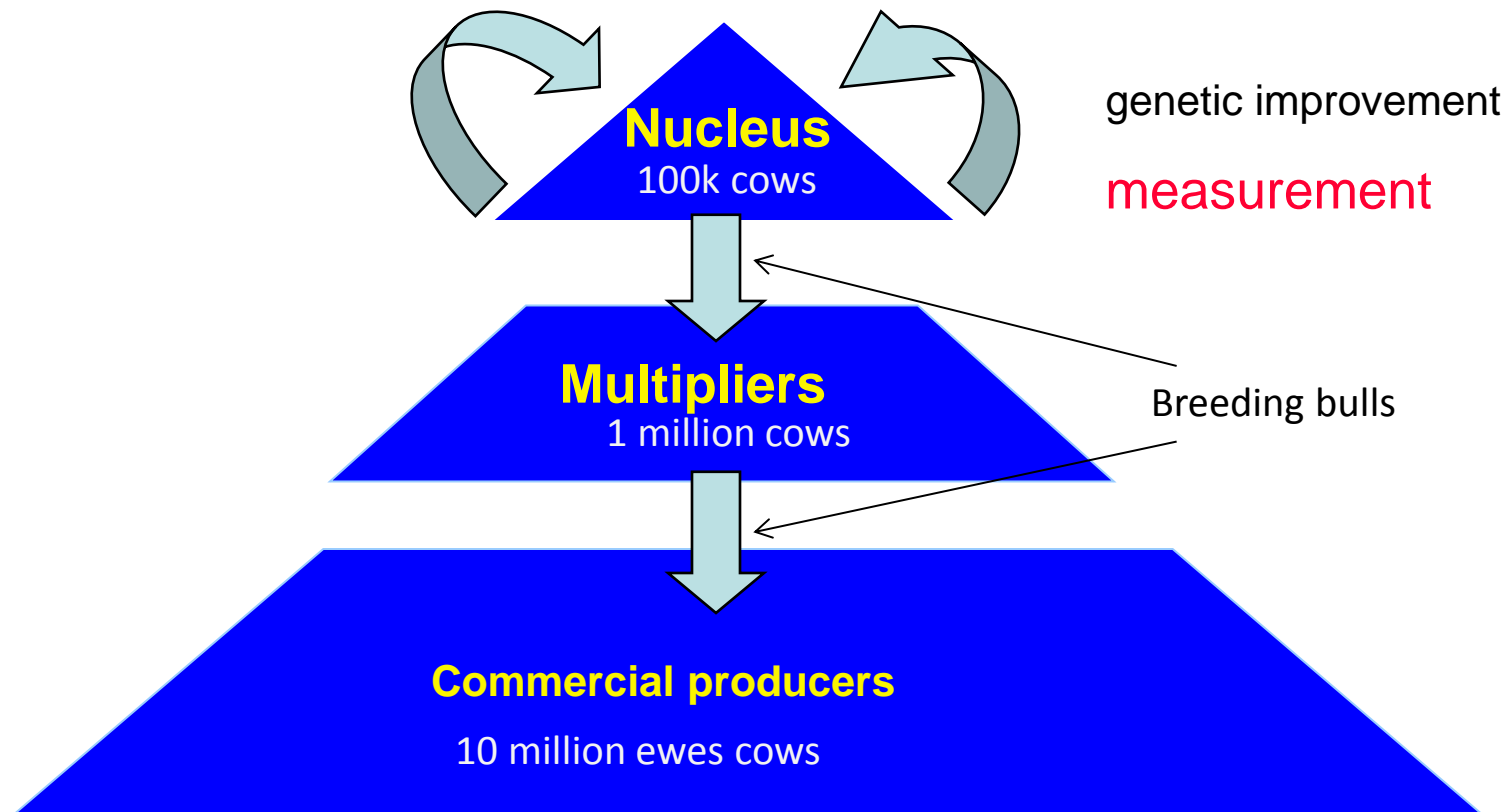 Nucleus
100k cows
genetic improvement
measurement
Multipliers
1 million cows
Breeding bulls
Commercial producers
10 million ewes cows